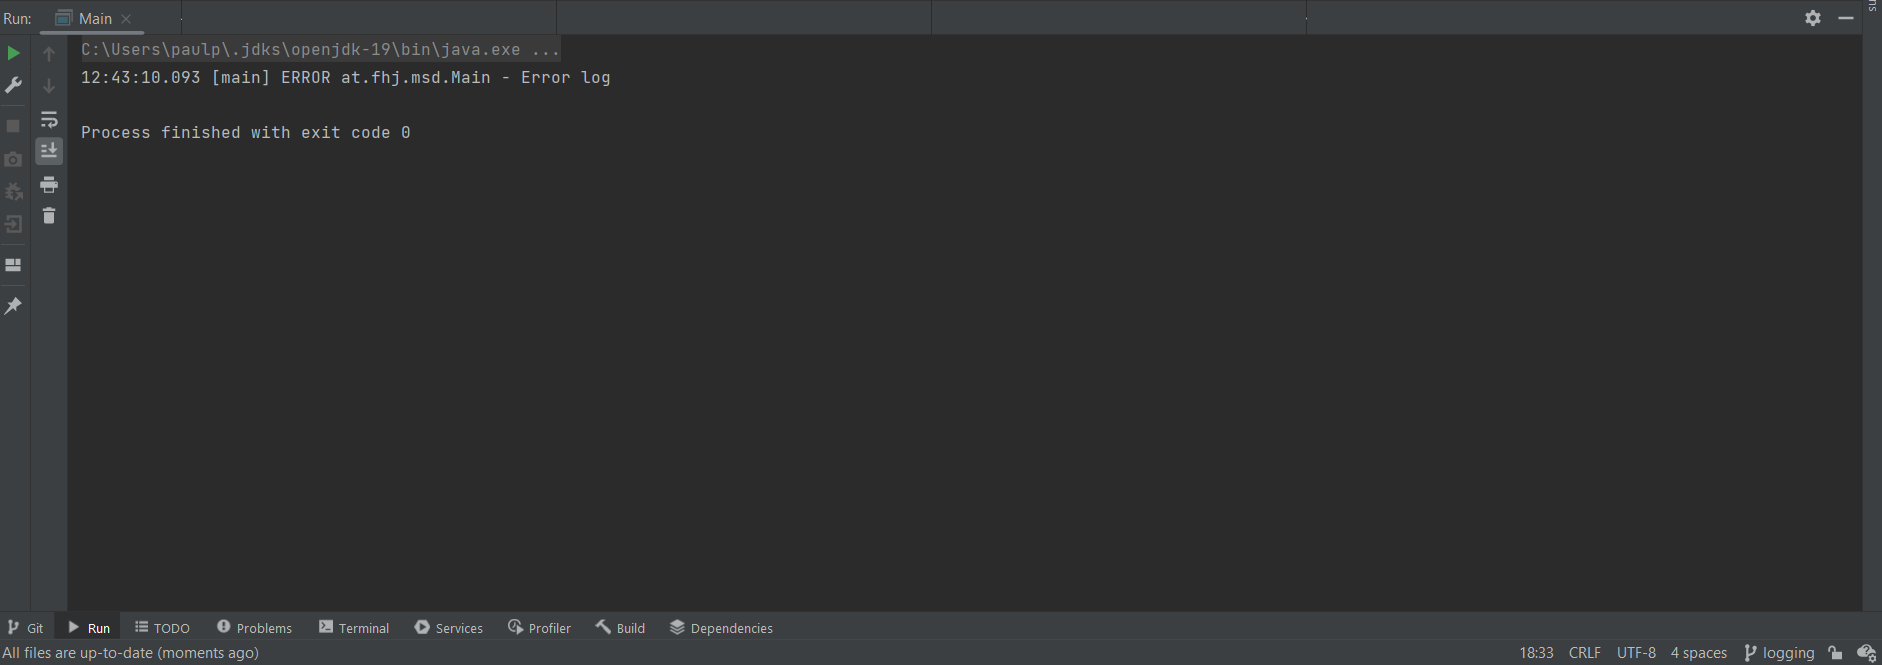 Run: Main
C:\Users\paulp\.jdks\openjdk-19\bin\java.exe ...
12:43:10.093 [main] ERROR at.fhj.msd.Main - Error log
Process finished with exit code 0
Git Run TODO Problems Terminal Services Profiler Build Dependencies
All files are up-to-date (moments ago) 18:33 CRLF UTF-8 4 spaces logging